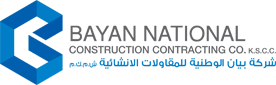 BAYAN NATIONAL
CONSTRUCTION CONTRACTING CO. K.S.C.C.
شركة بيان الوطنية للمقاولات الانشائية ش.م.ك.م